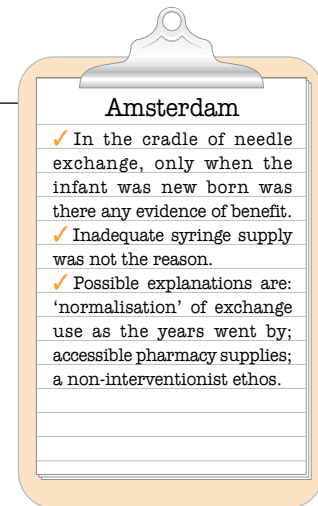 Amsterdam
✓ In the cradle of needle
exchange, only when the
infant was new born was
there any evidence of benefit.
✓ Inadequate syringe supply
was not the reason.
✓ Possible explanations are:
‘normalisation’ of exchange
use as the years went by;
accessible pharmacy supplies;
a non-interventionist ethos.